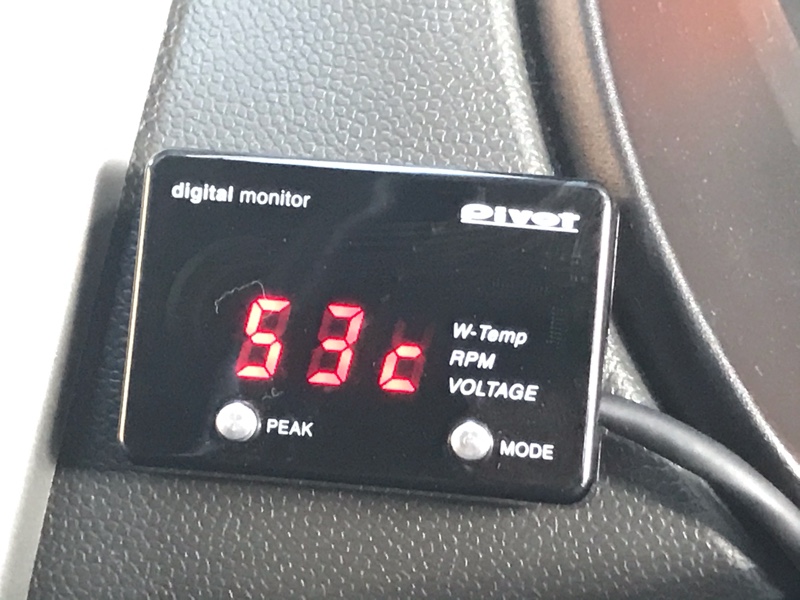 digital monitor
Pivot
53c
W-Temp
RPM
VOLTAGE
PEAK
MODE